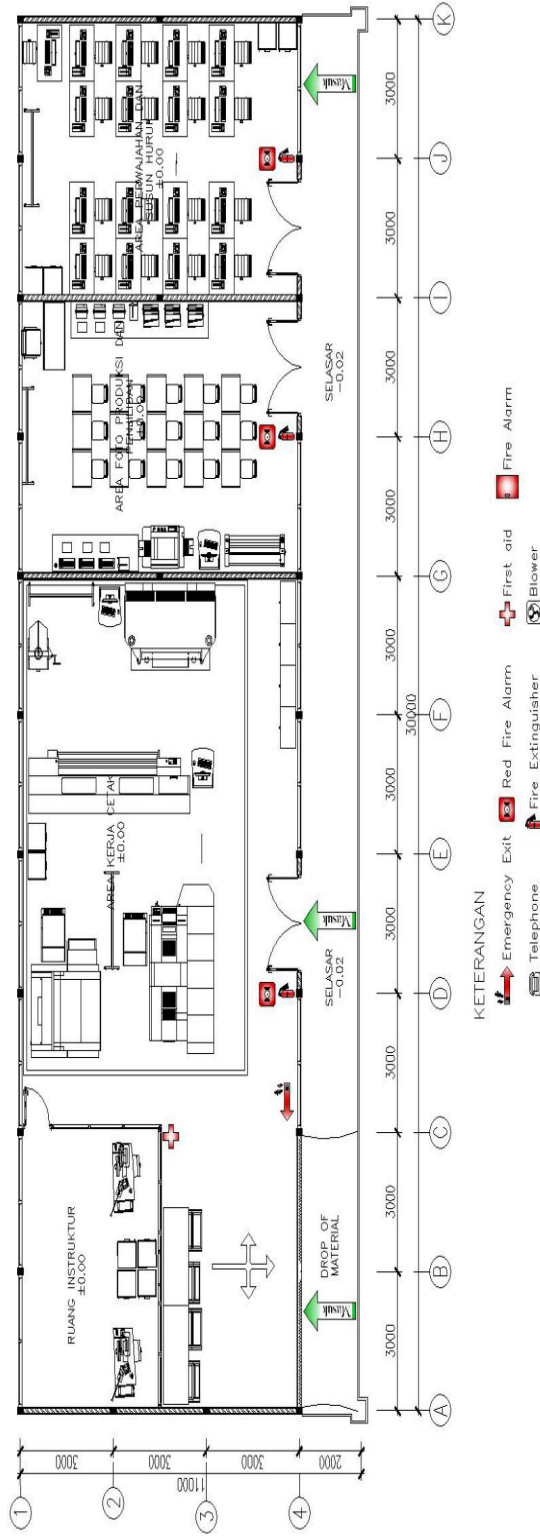 RUANG INSTRUKTUR
±0.00
AREA KERJA CETAK
±0.00
AREA FOTO PRODUKSI DAN
PENJILIDAN
±0.00
AREA PERWAJAHAN DAN
SUSUN HURUF
±0.00
DROP OF
MATERIAL
SELASAR
-0.02
SELASAR
-0.02
Masuk
Masuk
Masuk
1
2
3
4
3000
3000
3000
2000
11000
3000
3000
3000
3000
3000
3000
3000
3000
3000
3000
30000
A
B
C
D
E
F
G
H
I
J
K
KETERANGAN
Emergency Exit
Red Fire Alarm
First aid
Fire Alarm
Telephone
Fire Extinguisher
Blower